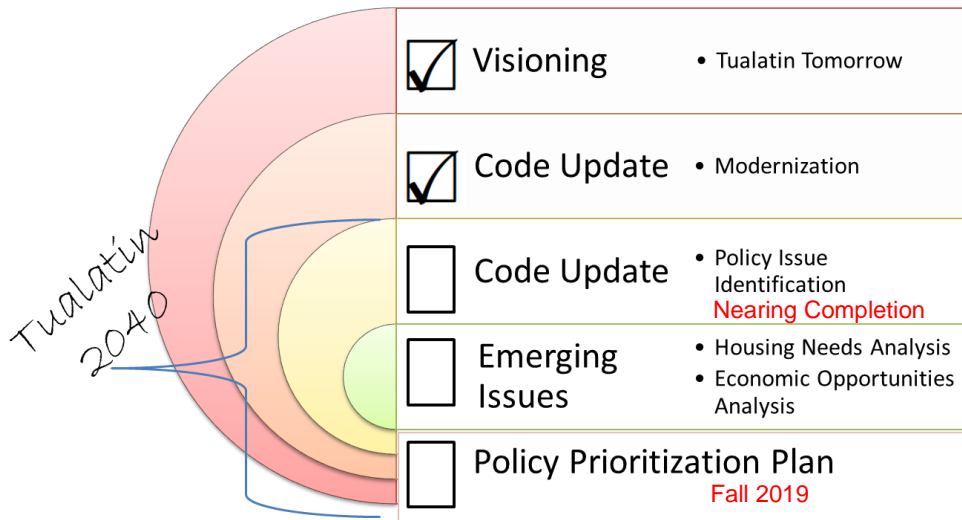 Visioning
• Tualatin Tomorrow
Code Update
• Modernization
Tualatin
2040
Code Update
• Policy Issue
Identification
Nearing Completion
Emerging
Issues
• Housing Needs Analysis
• Economic Opportunities
Analysis
Policy Prioritization Plan
Fall 2019